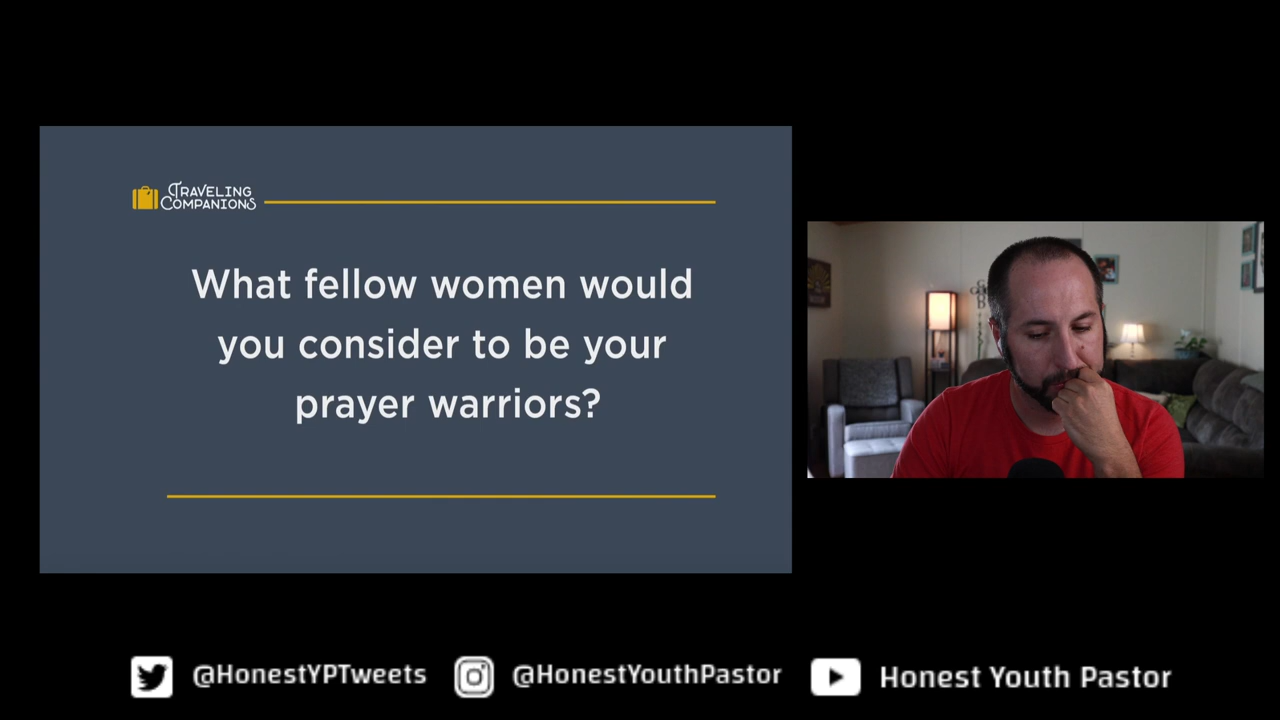 TRAVELING
COMPANIONS
What fellow women would
you consider to be your
prayer warriors?
@HonestYPTweets
@HonestYouthPastor
Honest Youth Pastor